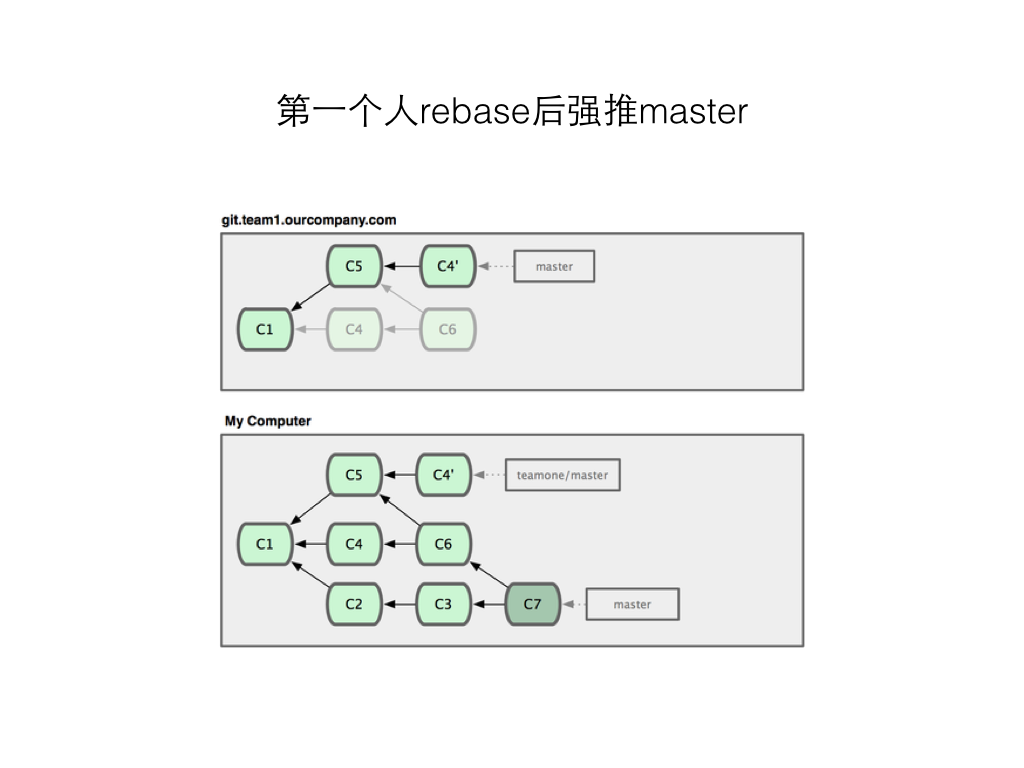 第一个人rebase后强推master
git.team1.ourcompany.com
C5 C4' master
C1 C4 C6
My Computer
C5 C4' teamone/master
C1 C4 C6
C2 C3 C7 master